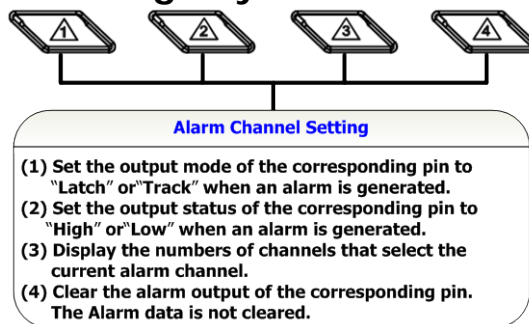 1 2 3 4
Alarm Channel Setting
(1) Set the output mode of the corresponding pin to
“Latch” or“Track” when an alarm is generated.
(2) Set the output status of the corresponding pin to
“High” or“Low” when an alarm is generated.
(3) Display the numbers of channels that select the
current alarm channel.
(4) Clear the alarm output of the corresponding pin.
The Alarm data is not cleared.